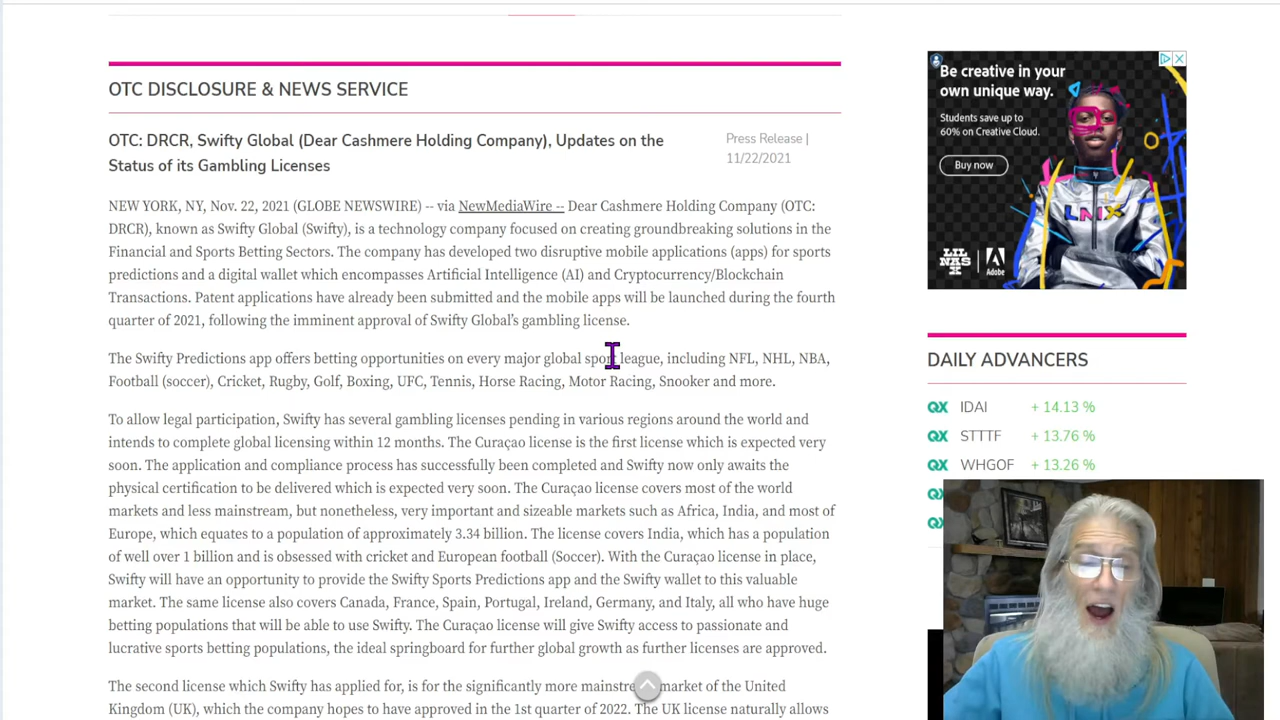 OTC DISCLOSURE & NEWS SERVICE
OTC: DRCR, Swifty Global (Dear Cashmere Holding Company), Updates on the
Status of its Gambling Licenses
Press Release |
11/22/2021
NEW YORK, NY, Nov. 22, 2021 (GLOBE NEWSWIRE) -- via NewMediaWire -- Dear Cashmere Holding Company (OTC:
DRCR), known as Swifty Global (Swifty), is a technology company focused on creating groundbreaking solutions in the
Financial and Sports Betting Sectors. The company has developed two disruptive mobile applications (apps) for sports
predictions and a digital wallet which encompasses Artificial Intelligence (AI) and Cryptocurrency/Blockchain
Transactions. Patent applications have already been submitted and the mobile apps will be launched during the fourth
quarter of 2021, following the imminent approval of Swifty Global's gambling license.
The Swifty Predictions app offers betting opportunities on every major global sport league, including NFL, NHL, NBA,
Football (soccer), Cricket, Rugby, Golf, Boxing, UFC, Tennis, Horse Racing, Motor Racing, Snooker and more.
To allow legal participation, Swifty has several gambling licenses pending in various regions around the world and
intends to complete global licensing within 12 months. The Curaçao license is the first license which is expected very
soon. The application and compliance process has successfully been completed and Swifty now only awaits the
physical certification to be delivered which is expected very soon. The Curaçao license covers most of the world
markets and less mainstream, but nonetheless, very important and sizeable markets such as Africa, India, and most of
Europe, which equates to a population of approximately 3.34 billion. The license covers India, which has a population
of well over 1 billion and is obsessed with cricket and European football (Soccer). With the Curaçao license in place,
Swifty will have an opportunity to provide the Swifty Sports Predictions app and the Swifty wallet to this valuable
market. The same license also covers Canada, France, Spain, Portugal, Ireland, Germany, and Italy, all who have huge
betting populations that will be able to use Swifty. The Curaçao license will give Swifty access to passionate and
lucrative sports betting populations, the ideal springboard for further global growth as further licenses are approved.
The second license which Swifty has applied for, is for the significantly more market of the United
Kingdom (UK), which the company hopes to have approved in the 1st quarter of 2022. The UK license naturally allows
Be creative in your
own unique way.
Students save up to
60% on Creative Cloud.
Buy now
LNX
LIL
NAS
X
Adobe
DAILY ADVANCERS
QX IDAI + 14.13 %
QX STTTF + 13.76 %
QX WHGOF + 13.26 %